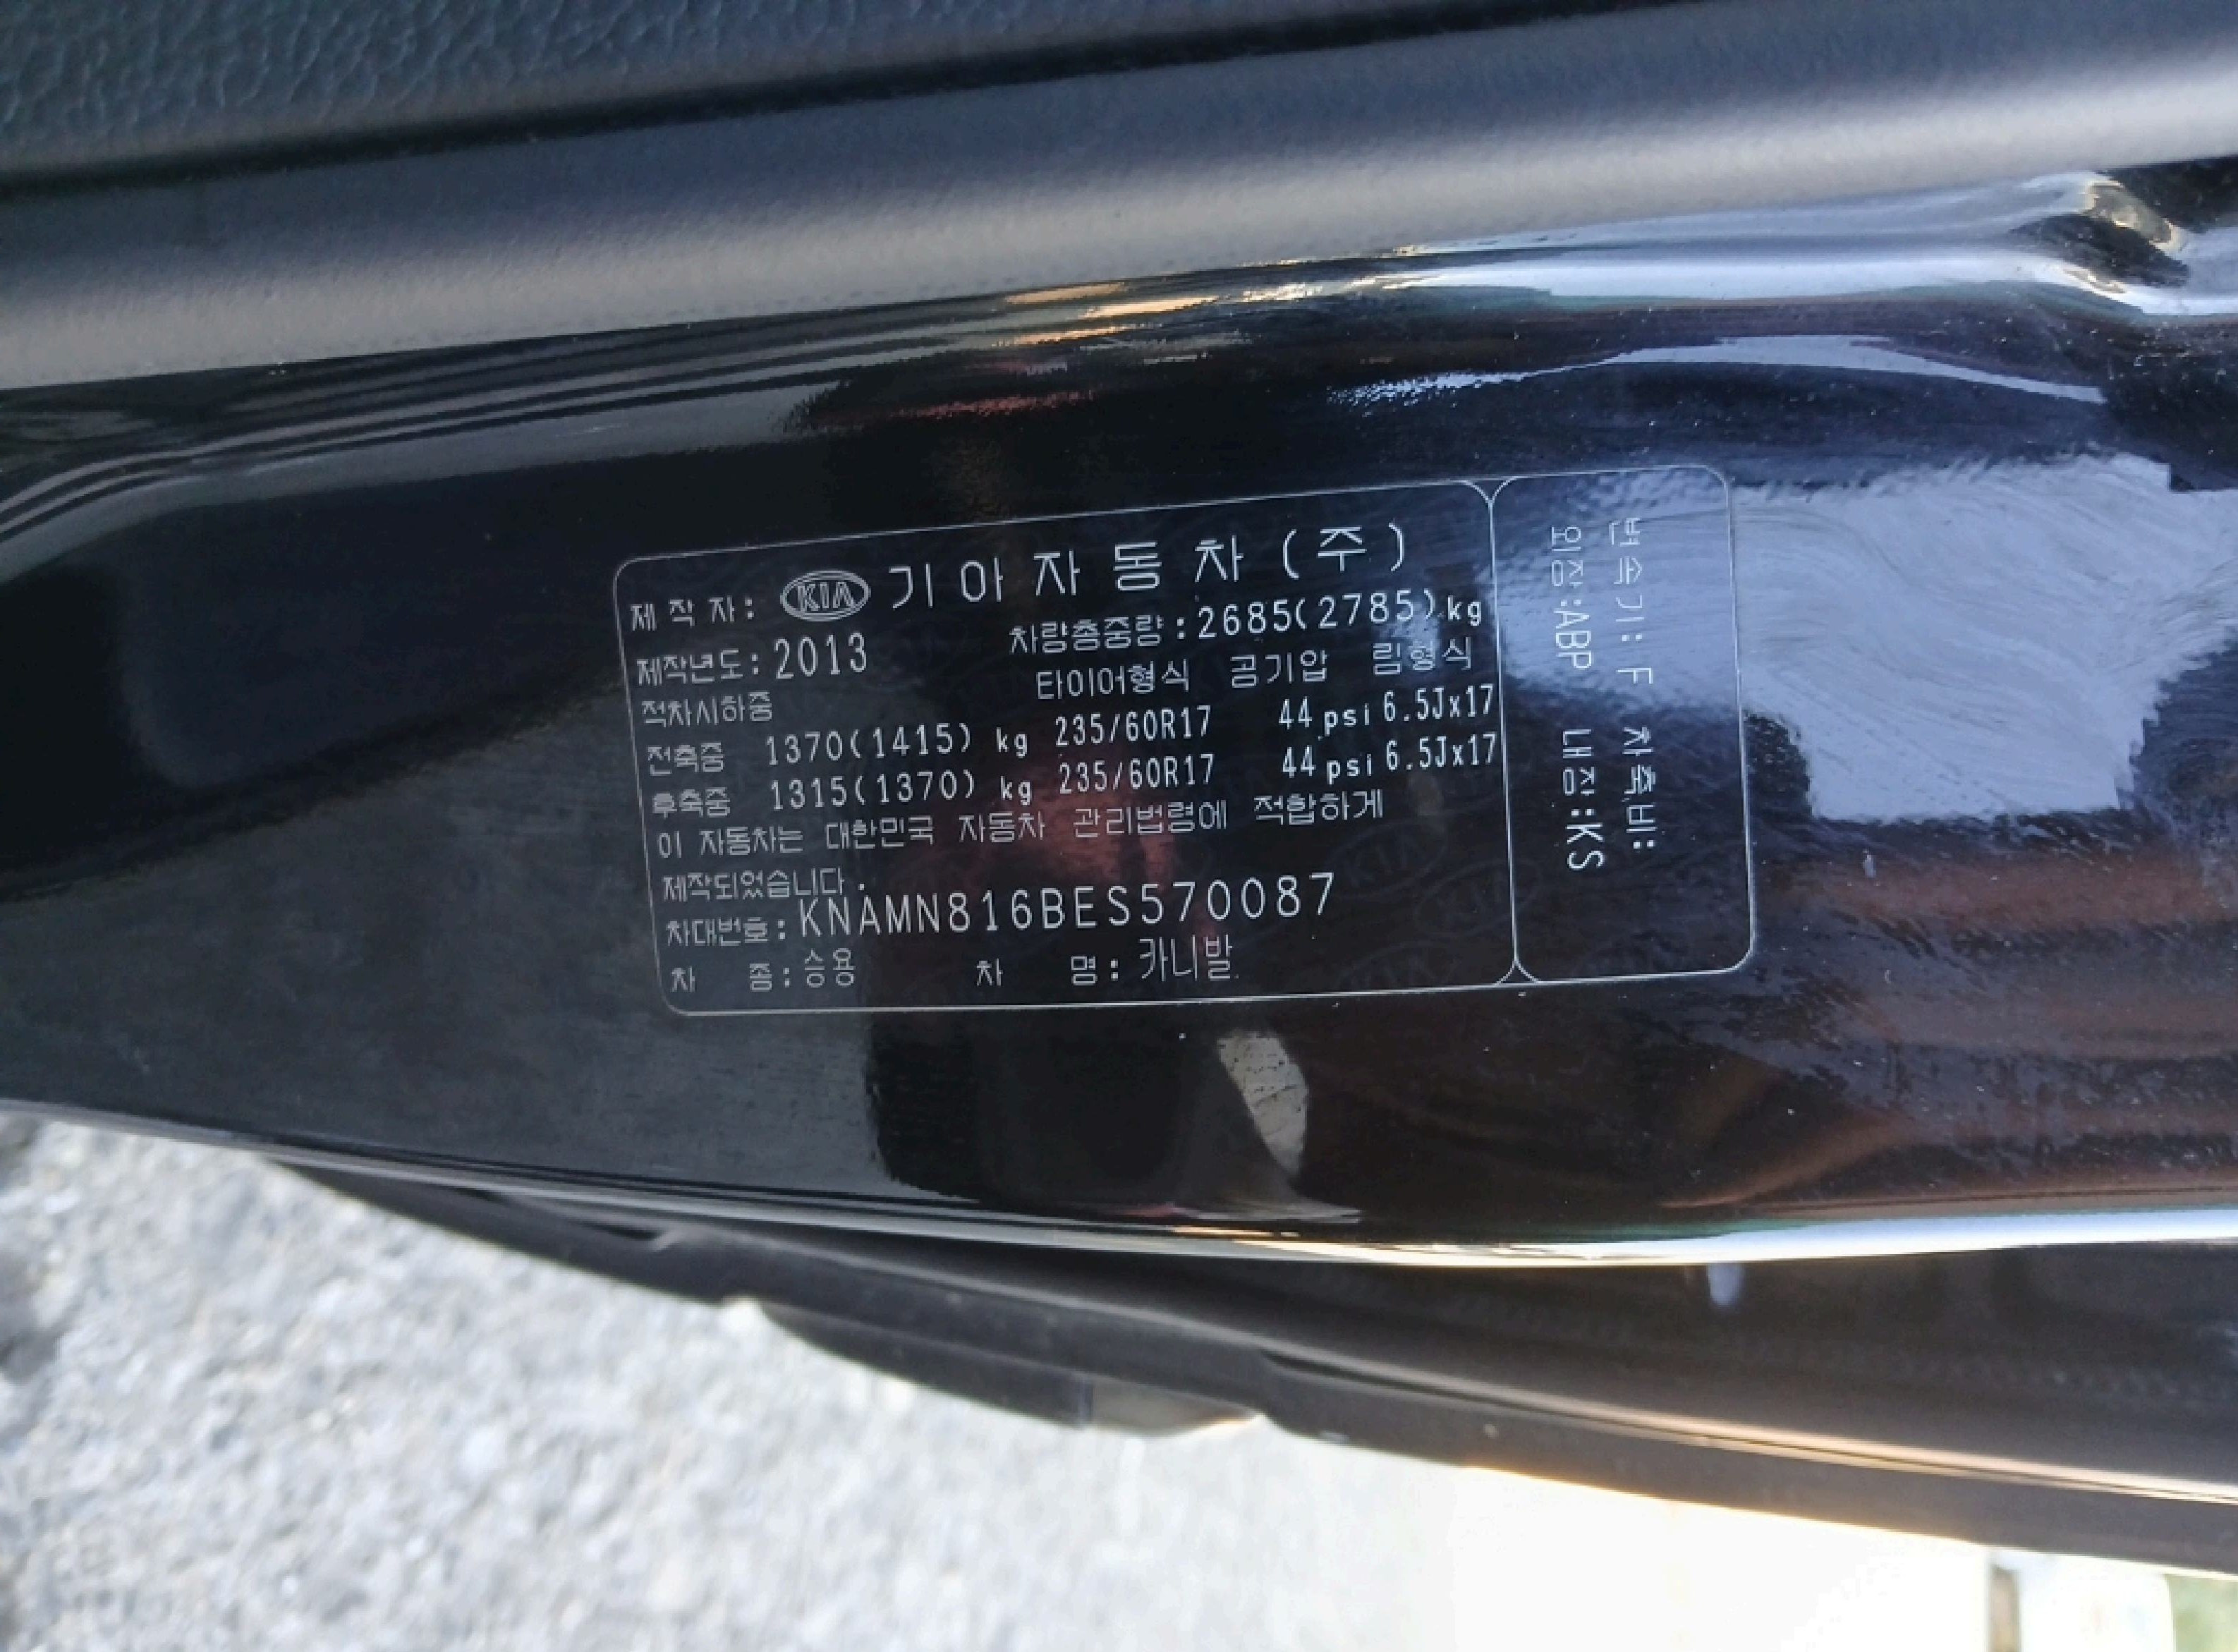 제 작 자: KIA 기 아 자 동 차 (주)
제작년도: 2013 차량총중량: 2685(2785)kg
적차시하중 타이어형식 공기압 림형식
전축중 1370(1415) kg 235/60R17 44 psi 6.5Jx17
후축중 1315(1370) kg 235/60R17 44 psi 6.5Jx17
이 자동차는 대한민국 자동차 관리법령에 적합하게
제작되었습니다.
차대번호: KNAMN816BES570087
차 종: 승용 차 명: 카니발
변속기: F 차축비:
외장:ABP 내장:KS